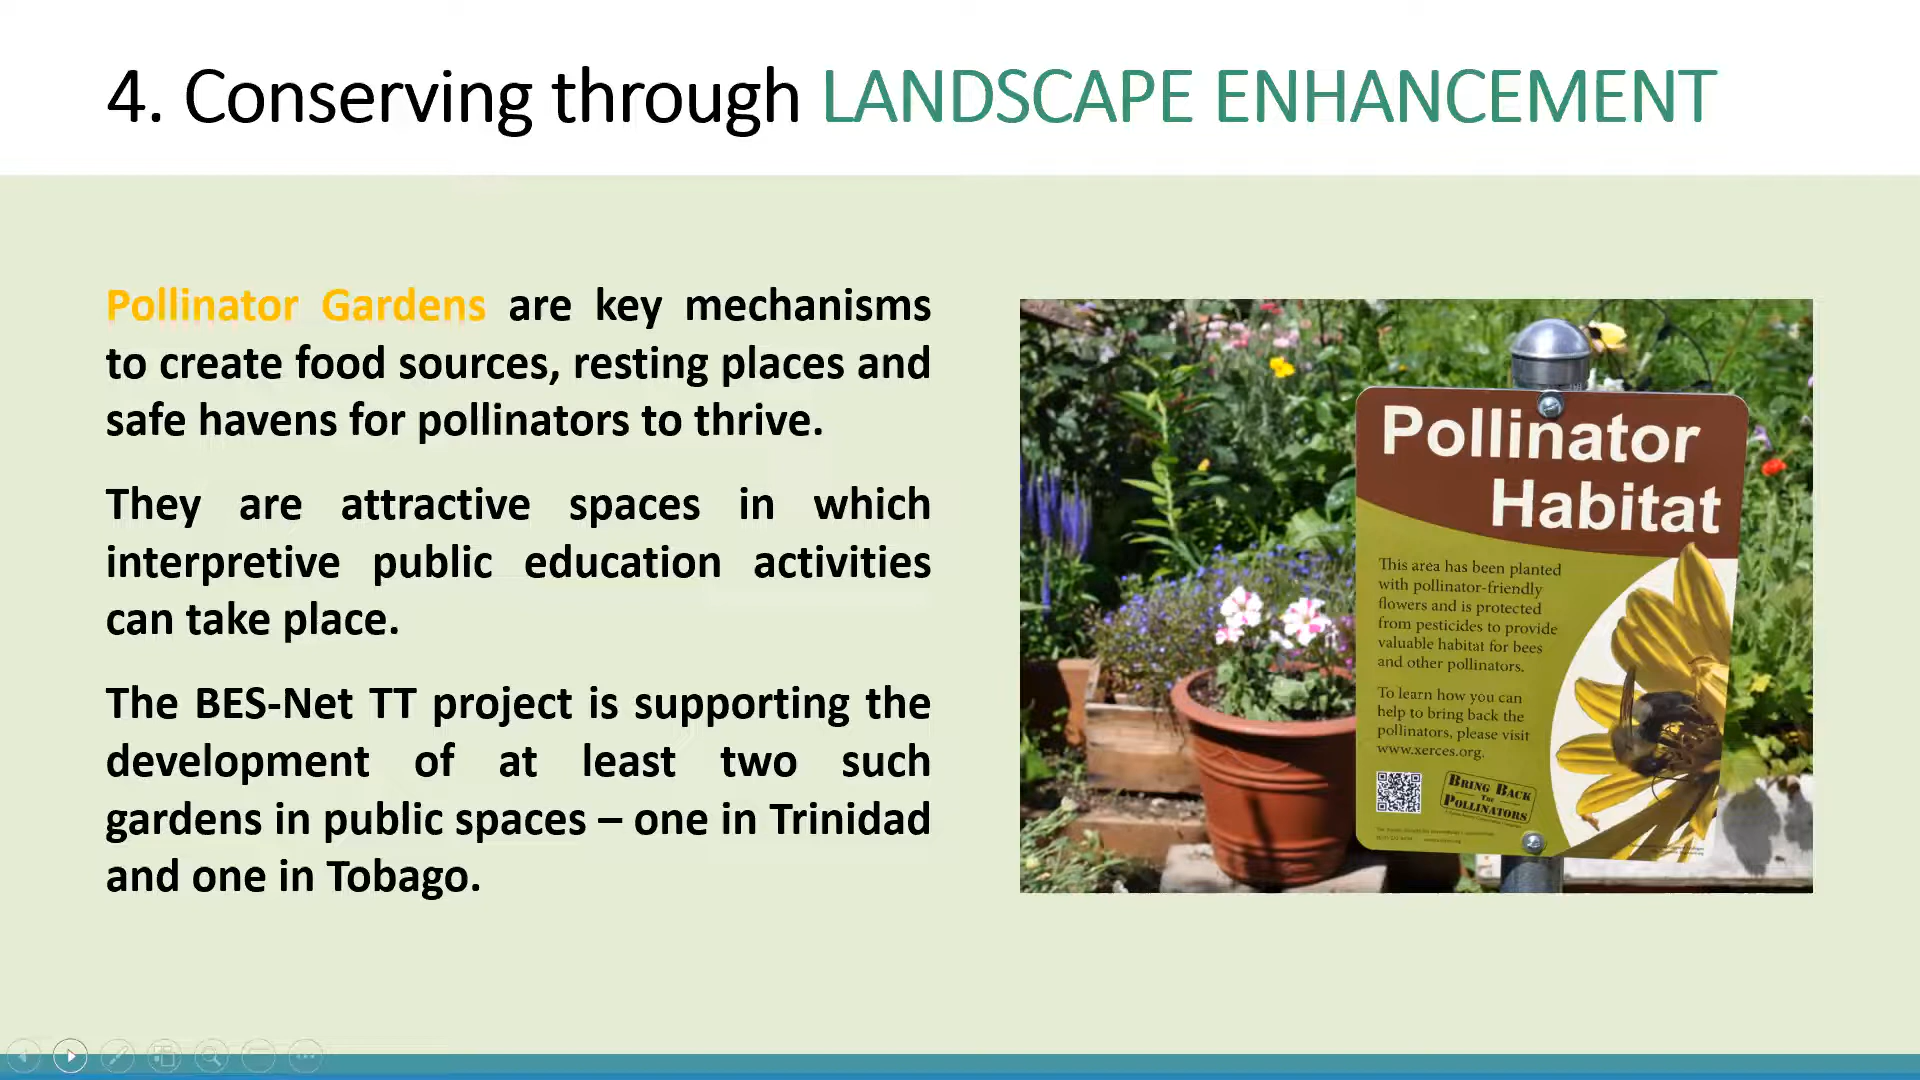 4. Conserving through LANDSCAPE ENHANCEMENT
Pollinator Gardens are key mechanisms
to create food sources, resting places and
safe havens for pollinators to thrive.
They are attractive spaces in which
interpretive public education activities
can take place.
The BES-Net TT project is supporting the
development of at least two such
gardens in public spaces – one in Trinidad
and one in Tobago.
Pollinator
Habitat
This area has been planted
with pollinator-friendly
flowers and is protected
from pesticides to provide
valuable habitat for bees
and other pollinators.
To learn how you can
help to bring back the
pollinators, please visit
www.xerces.org.
BRING BACK
THE
POLLINATORS